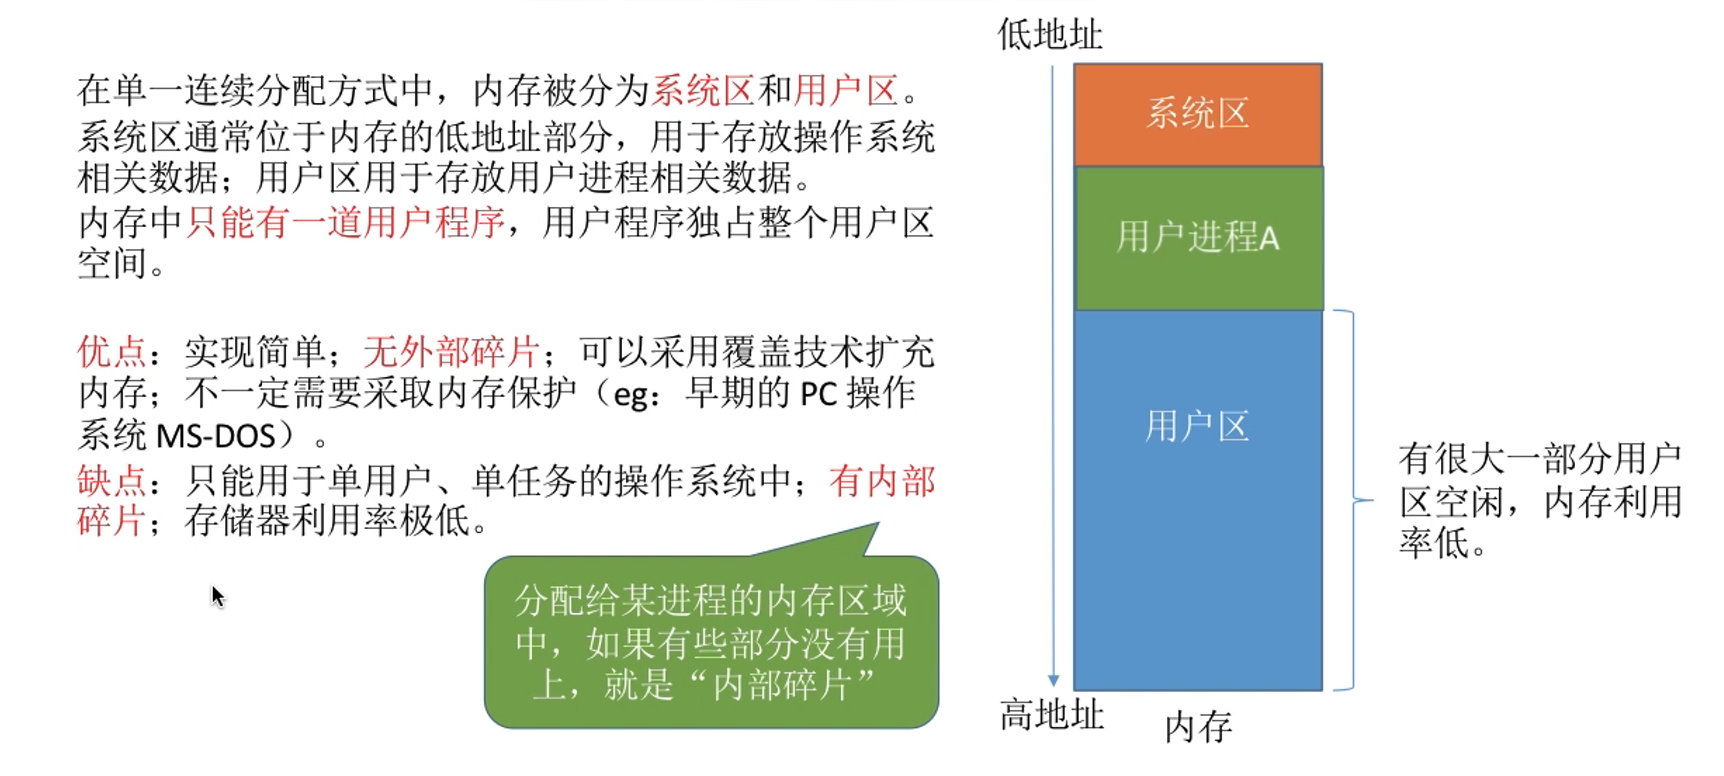 在单一连续分配方式中，内存被分为系统区和用户区。
系统区通常位于内存的低地址部分，用于存放操作系统
相关数据；用户区用于存放用户进程相关数据。
内存中只能有一道用户程序，用户程序独占整个用户区
空间。
优点：实现简单；无外部碎片；可以采用覆盖技术扩充
内存；不一定需要采取内存保护（eg：早期的 PC 操作
系统 MS-DOS）。
缺点：只能用于单用户、单任务的操作系统中；有内部
碎片；存储器利用率极低。
分配给某进程的内存区域
中，如果有些部分没有用
上，就是“内部碎片”
低地址
系统区
用户进程A
用户区
有很大一部分用户
区空闲，内存利用
率低。
高地址
内存